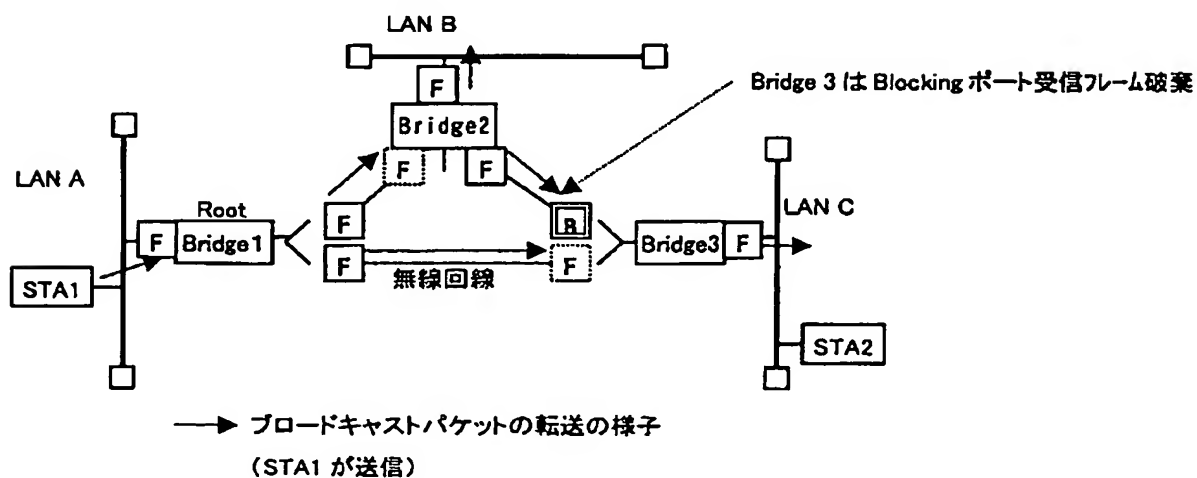 LAN B
F
Bridge 3 は Blocking ポート受信フレーム破棄
Bridge2
F
F
LAN A
LAN C
Root
F
Bridge1
F
B
Bridge3
F
F
F
無線回線
STA1
STA2
ブロードキャストパケットの転送の様子
(STA1 が送信)